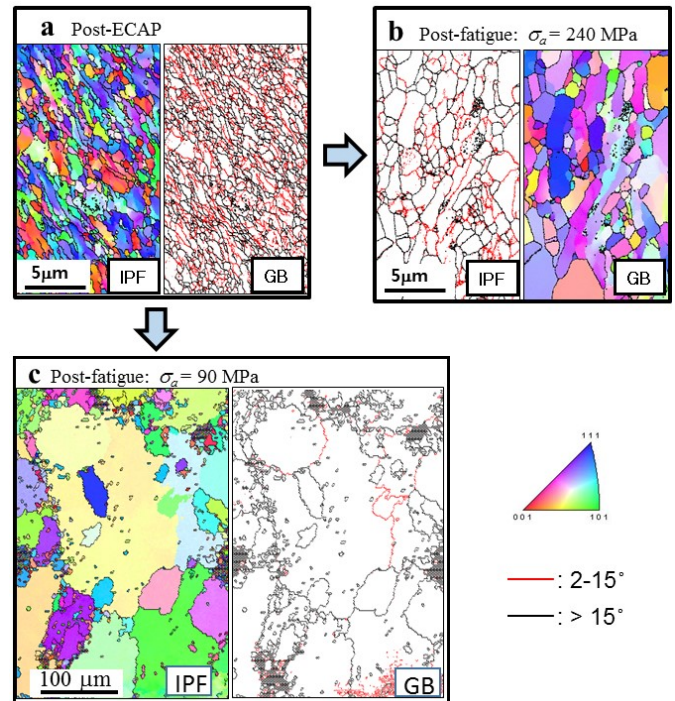 a Post-ECAP
5μm
IPF
GB
b Post-fatigue: σa = 240 MPa
5μm
IPF
GB
c Post-fatigue: σa = 90 MPa
100 μm
IPF
GB
111
001
101
: 2-15°
: > 15°